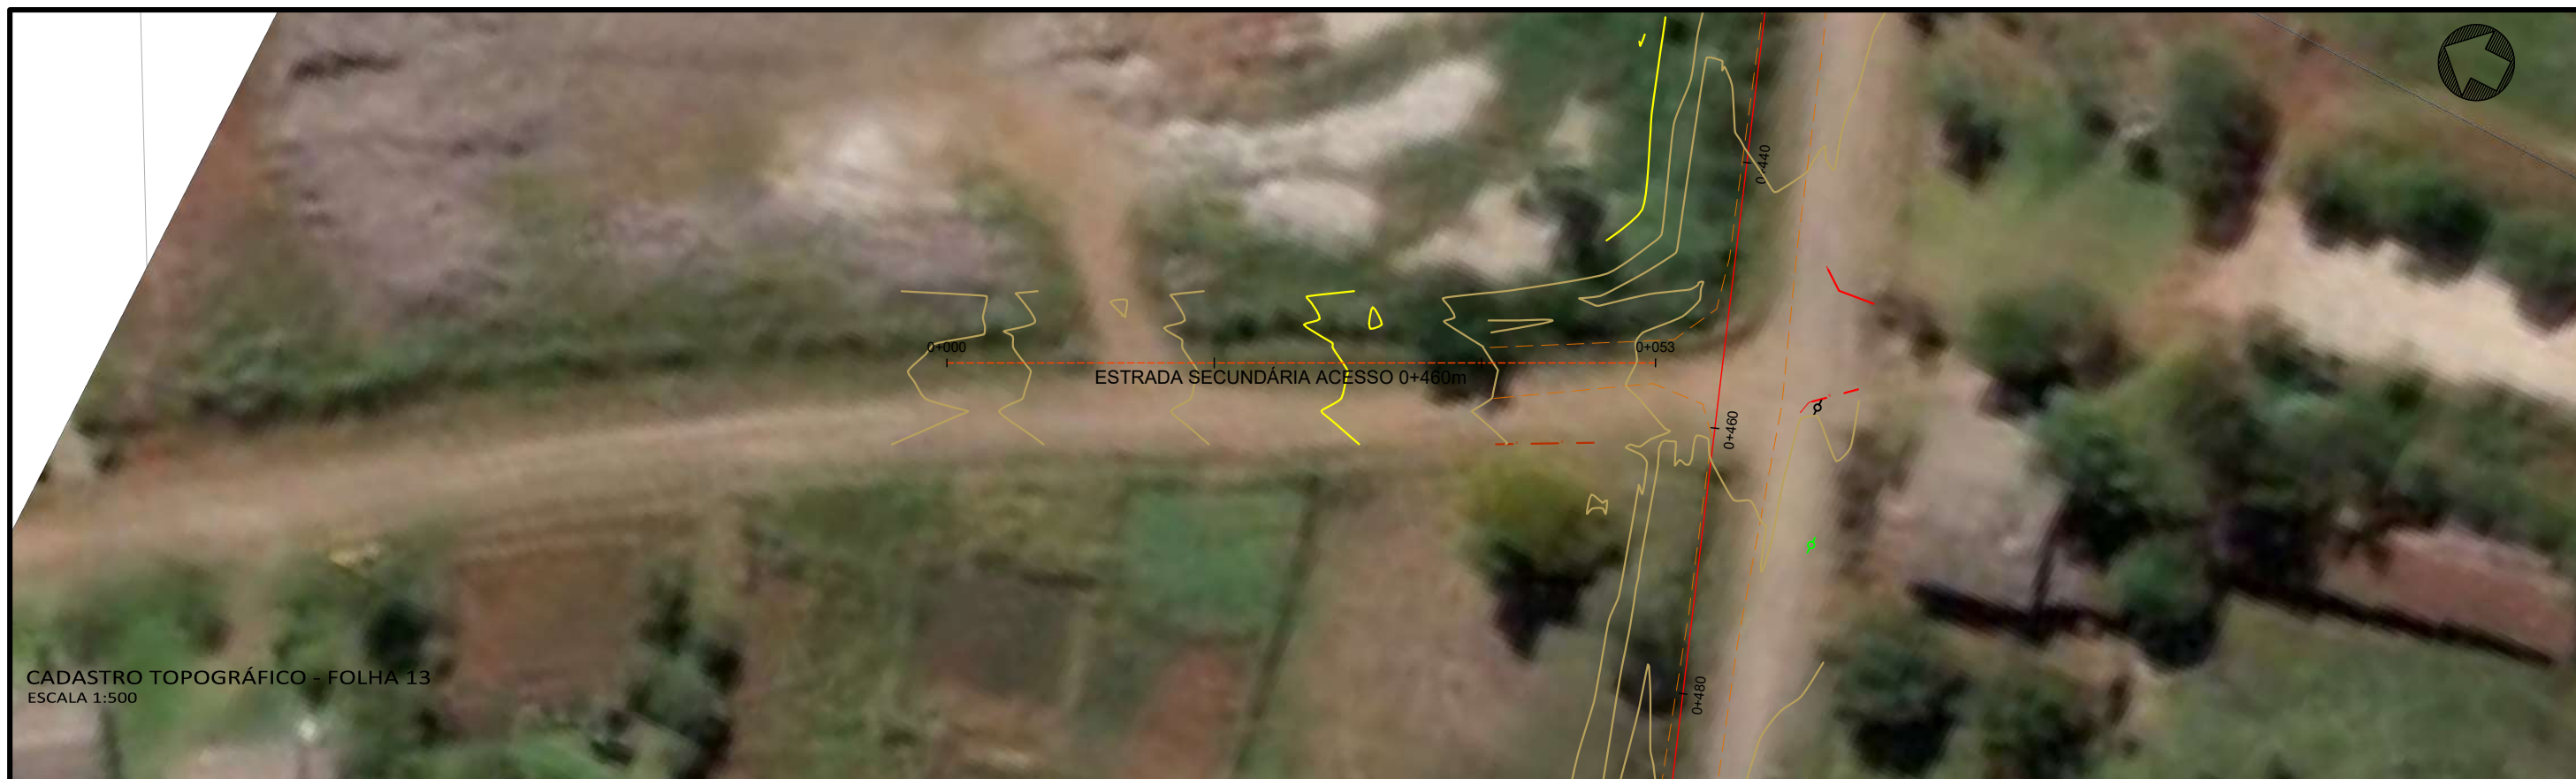 0+440
0+000
0+053
ESTRADA SECUNDÁRIA ACESSO 0+460m
0+460
CADASTRO TOPOGRÁFICO - FOLHA 13
ESCALA 1:500
0+480